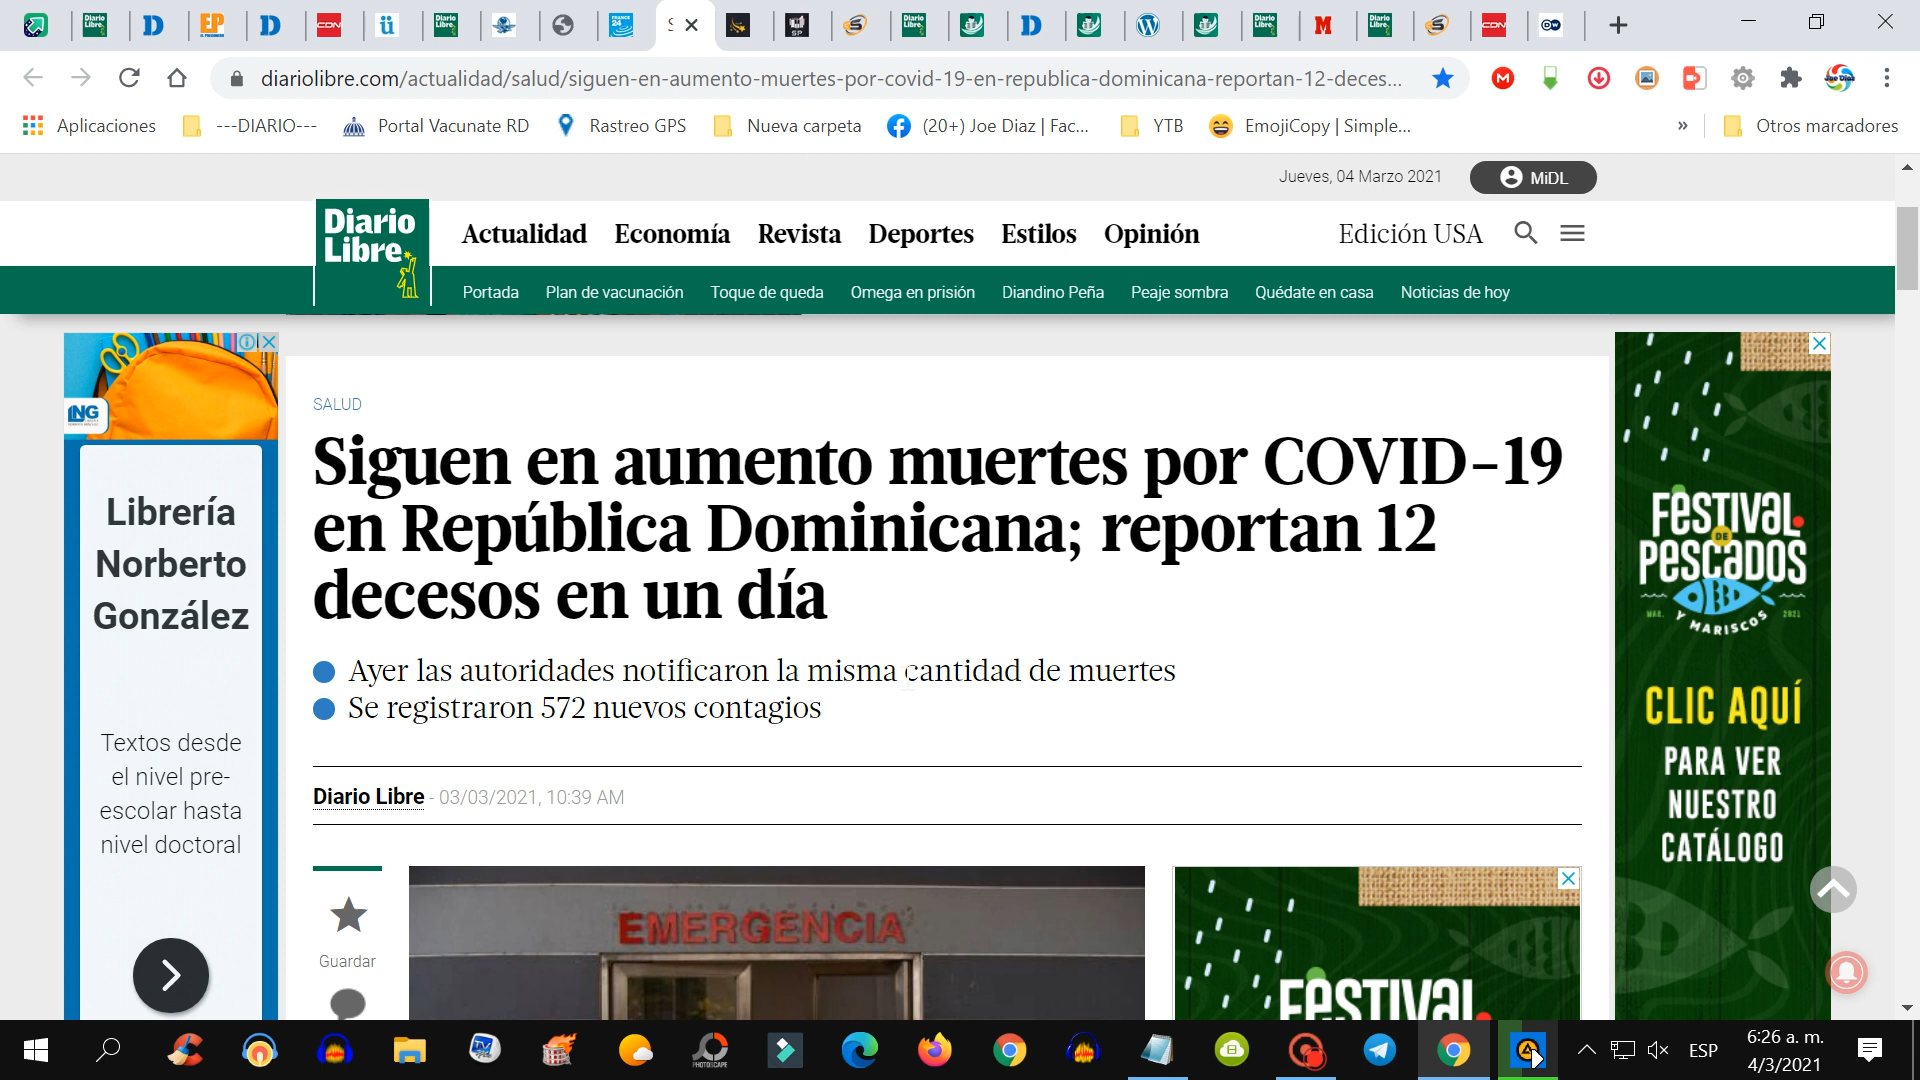 diariolibre.com/actualidad/salud/siguen-en-aumento-muertes-por-covid-19-en-republica-dominicana-reportan-12-deces...
Aplicaciones
---DIARIO---
Portal Vacunate RD
Rastreo GPS
Nueva carpeta
(20+) Joe Diaz | Fac...
YTB
EmojiCopy | Simple...
»
Otros marcadores
Jueves, 04 Marzo 2021
MiDL
Diario
Libre.
Actualidad
Economía
Revista
Deportes
Estilos
Opinión
Edición USA
Portada
Plan de vacunación
Toque de queda
Omega en prisión
Diandino Peña
Peaje sombra
Quédate en casa
Noticias de hoy
LNG
Librería
Norberto
González
Textos desde
el nivel pre-
escolar hasta
nivel doctoral
SALUD
Siguen en aumento muertes por COVID-19
en República Dominicana; reportan 12
decesos en un día
Ayer las autoridades notificaron la misma cantidad de muertes
Se registraron 572 nuevos contagios
Diario Libre - 03/03/2021, 10:39 AM
Guardar
EMERGENCIA
FESTIVAL
FESTIVAL
DE
PESCADOS
MAR. 2021
Y MARISCOS
CLIC AQUÍ
PARA VER
NUESTRO
CATÁLOGO
PHOTOSCAPE
ESP
6:26 a. m.
4/3/2021